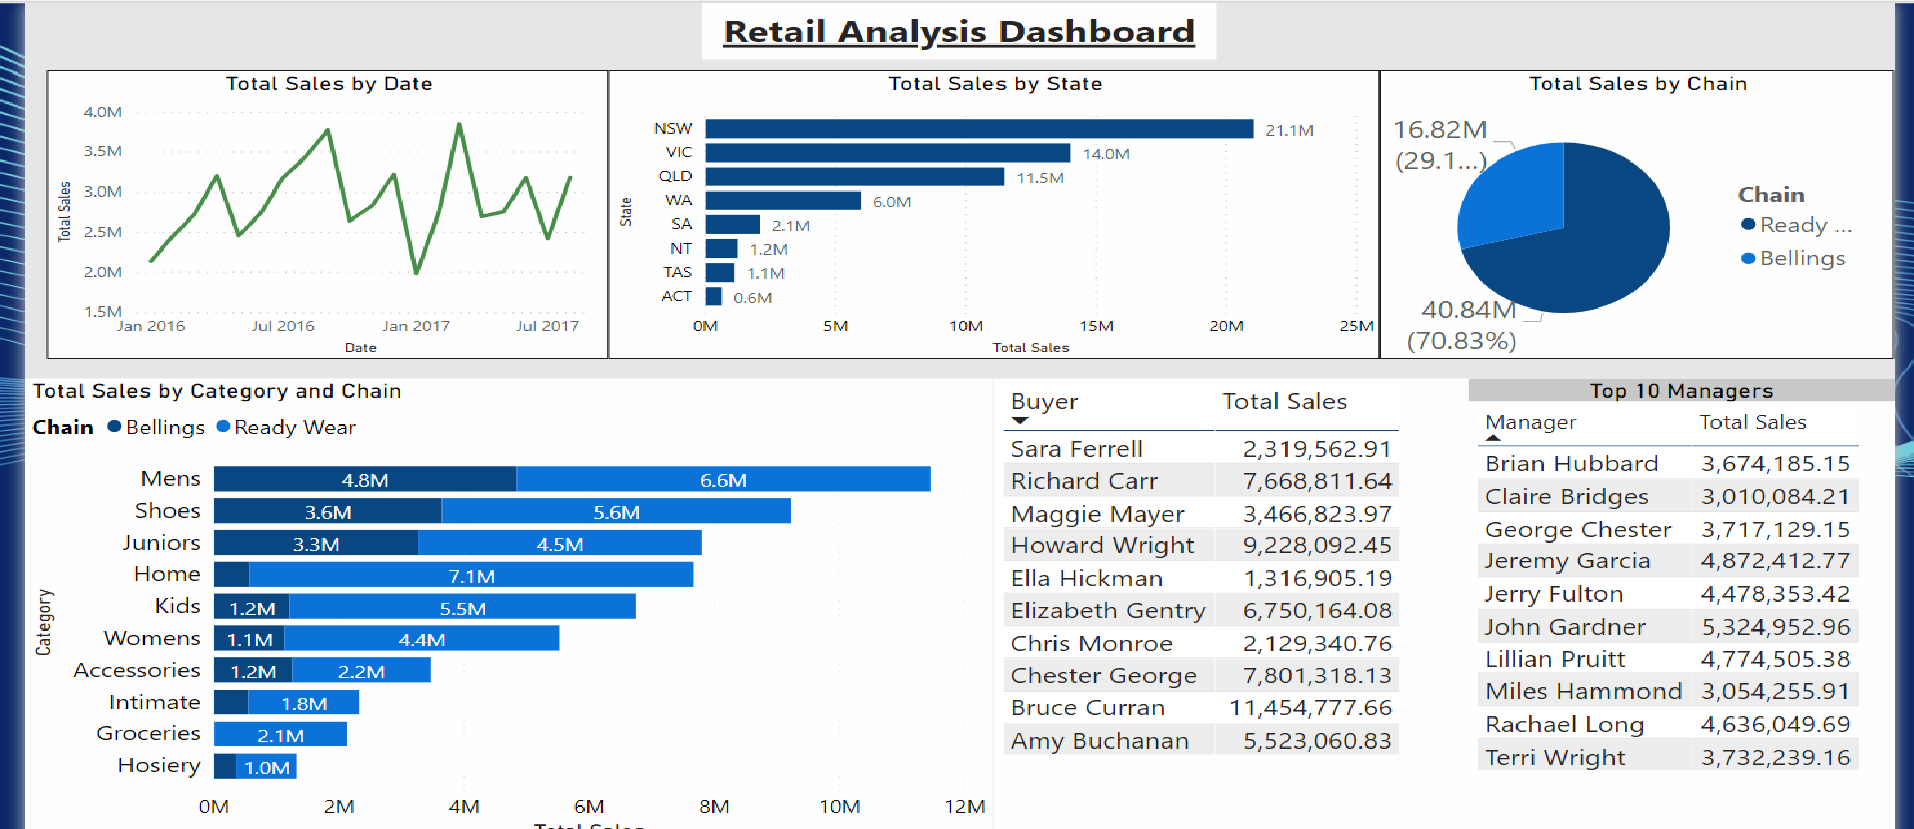 Retail Analysis Dashboard
Total Sales by Date
Total Sales
4.0M
3.5M
3.0M
2.5M
2.0M
1.5M
Jan 2016 Jul 2016 Jan 2017 Jul 2017
Date
Total Sales by State
State
NSW 21.1M
VIC 14.0M
QLD 11.5M
WA 6.0M
SA 2.1M
NT 1.2M
TAS 1.1M
ACT 0.6M
0M 5M 10M 15M 20M 25M
Total Sales
Total Sales by Chain
16.82M
(29.1...)
40.84M
(70.83%)
Chain
Ready ...
Bellings
Total Sales by Category and Chain
Chain Bellings Ready Wear
Category
Mens 4.8M 6.6M
Shoes 3.6M 5.6M
Juniors 3.3M 4.5M
Home 7.1M
Kids 1.2M 5.5M
Womens 1.1M 4.4M
Accessories 1.2M 2.2M
Intimate 1.8M
Groceries 2.1M
Hosiery 1.0M
0M 2M 4M 6M 8M 10M 12M
Total Sales
Buyer Total Sales
Sara Ferrell 2,319,562.91
Richard Carr 7,668,811.64
Maggie Mayer 3,466,823.97
Howard Wright 9,228,092.45
Ella Hickman 1,316,905.19
Elizabeth Gentry 6,750,164.08
Chris Monroe 2,129,340.76
Chester George 7,801,318.13
Bruce Curran 11,454,777.66
Amy Buchanan 5,523,060.83
Top 10 Managers
Manager Total Sales
Brian Hubbard 3,674,185.15
Claire Bridges 3,010,084.21
George Chester 3,717,129.15
Jeremy Garcia 4,872,412.77
Jerry Fulton 4,478,353.42
John Gardner 5,324,952.96
Lillian Pruitt 4,774,505.38
Miles Hammond 3,054,255.91
Rachael Long 4,636,049.69
Terri Wright 3,732,239.16